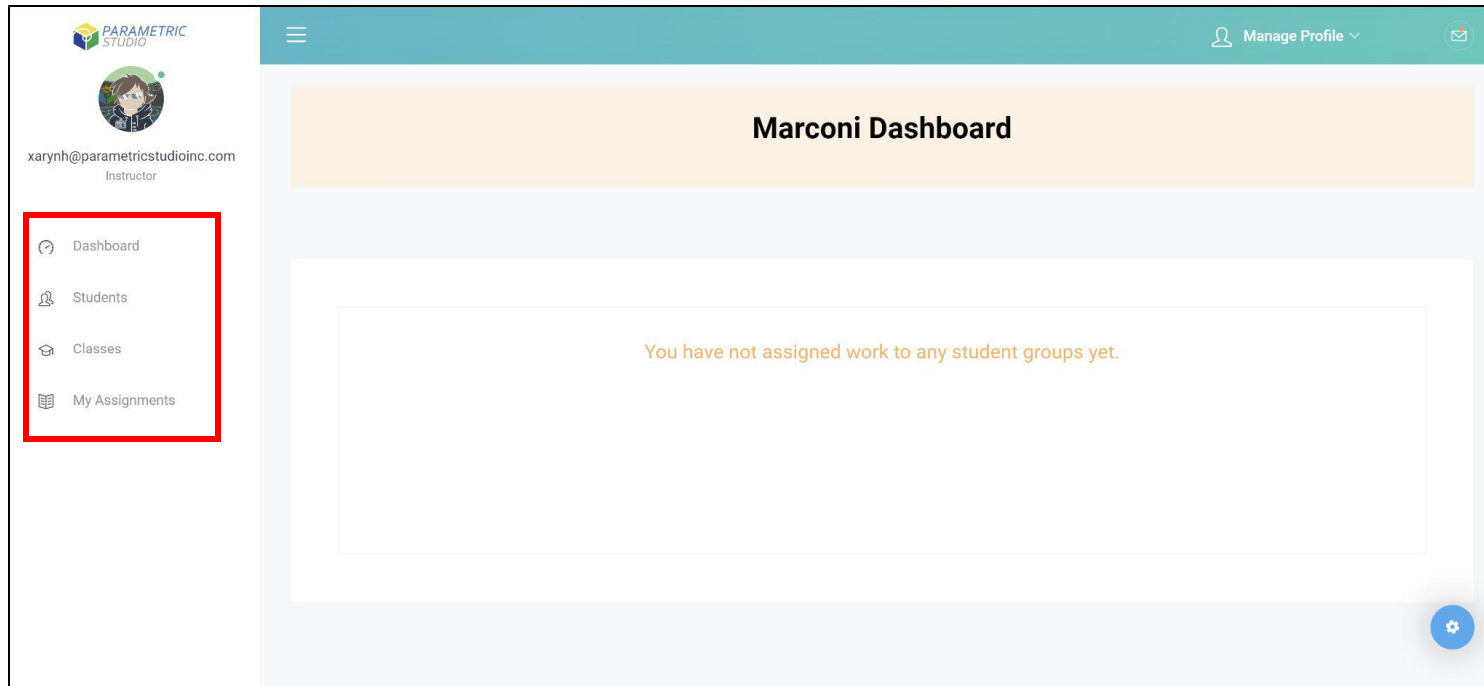 PARAMETRIC
STUDIO
xarynh@parametricstudioinc.com
Instructor
Dashboard
Students
Classes
My Assignments
Manage Profile
Marconi Dashboard
You have not assigned work to any student groups yet.